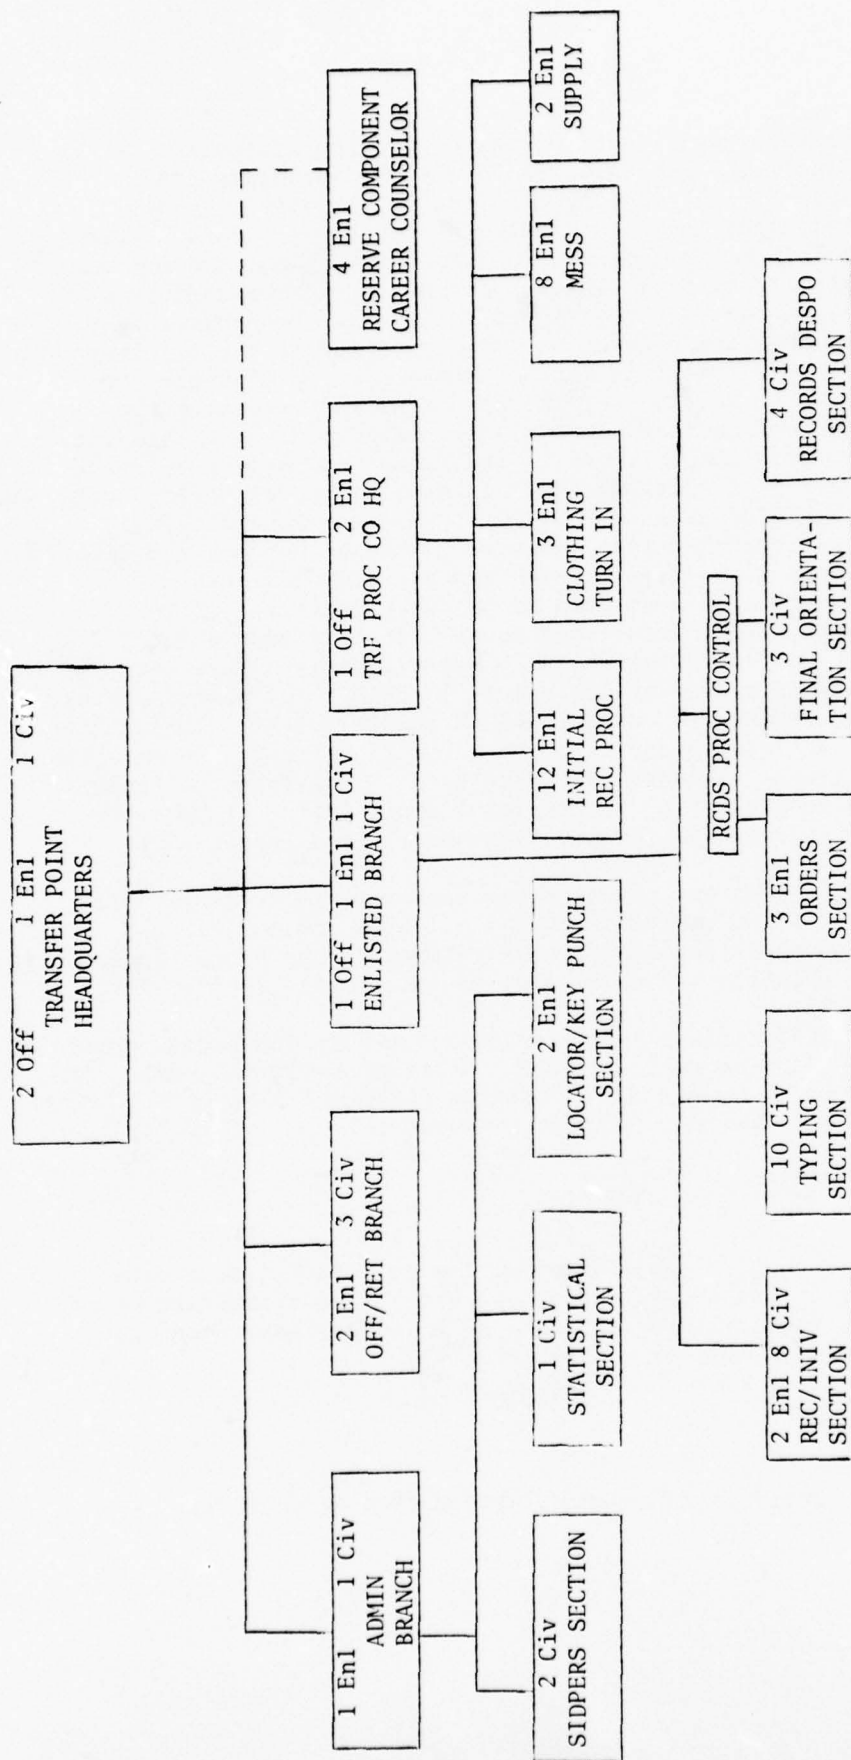 2 Off 1 Enl 1 Civ
TRANSFER POINT
HEADQUARTERS
1 Enl 1 Civ
ADMIN
BRANCH
2 Enl 3 Civ
OFF/RET BRANCH
1 Off 1 Enl 1 Civ
ENLISTED BRANCH
1 Off 2 Enl
TRF PROC CO HQ
4 Enl
RESERVE COMPONENT
CAREER COUNSELOR
2 Civ
SIDPERS SECTION
1 Civ
STATISTICAL
SECTION
2 Enl
LOCATOR/KEY PUNCH
SECTION
12 Enl
INITIAL
REC PROC
3 Enl
CLOTHING
TURN IN
8 Enl
MESS
2 Enl
SUPPLY
RCDS PROC CONTROL
2 Enl 8 Civ
REC/INIV
SECTION
10 Civ
TYPING
SECTION
3 Enl
ORDERS
SECTION
3 Civ
FINAL ORIENTA-
TION SECTION
4 Civ
RECORDS DESPO
SECTION